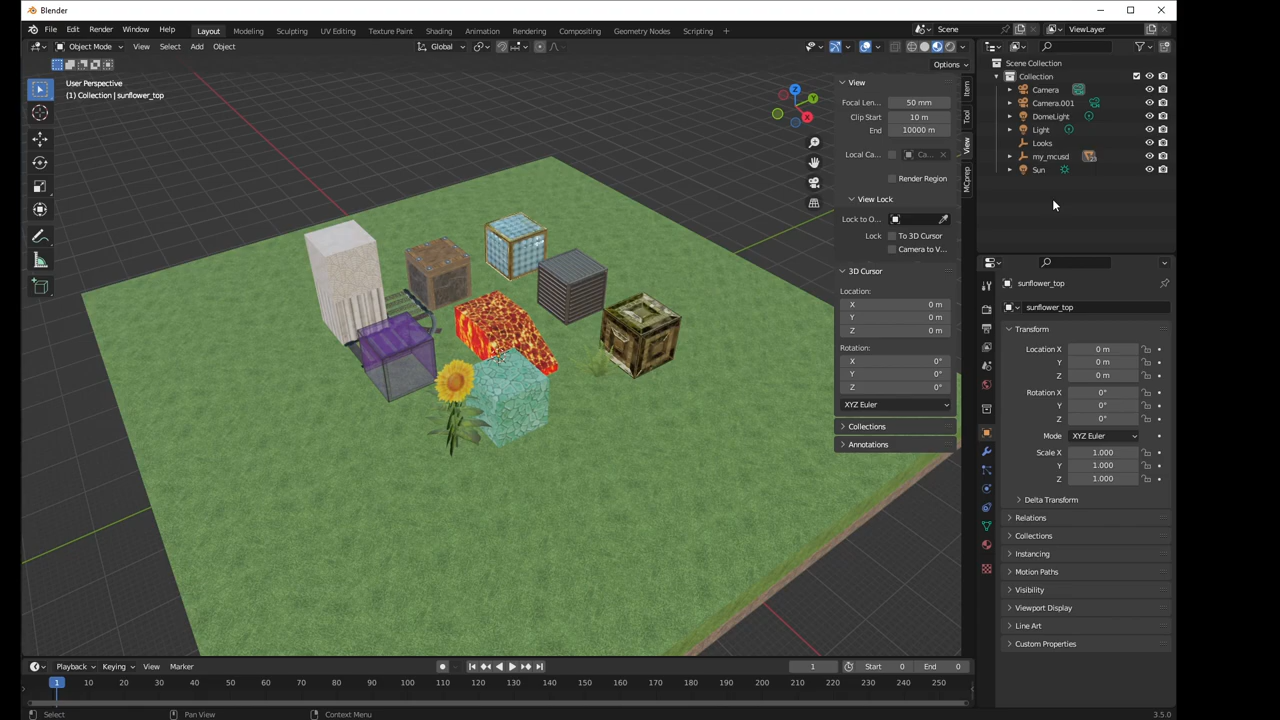 Blender
File Edit Render Window Help Layout Modeling Sculpting UV Editing Texture Paint Shading Animation Rendering Compositing Geometry Nodes Scripting + Scene ViewLayer
Object Mode View Select Add Object Global
Options
User Perspective
(1) Collection | sunflower_top
Z
Y
X
View
Focal Len... 50 mm
Clip Start 10 m
End 10000 m
Local Ca... Ca...
Render Region
View Lock
Lock to O...
Lock To 3D Cursor
Camera to V...
3D Cursor
Location:
X 0 m
Y 0 m
Z 0 m
Rotation:
X 0°
Y 0°
Z 0°
XYZ Euler
Collections
Annotations
Item
Tool
View
MCprep
Scene Collection
Collection
Camera
Camera.001
DomeLight
Light
Looks
my_mcusd
Sun
sunflower_top
sunflower_top
Transform
Location X 0 m
Y 0 m
Z 0 m
Rotation X 0°
Y 0°
Z 0°
Mode XYZ Euler
Scale X 1.000
Y 1.000
Z 1.000
Delta Transform
Relations
Collections
Instancing
Motion Paths
Visibility
Viewport Display
Line Art
Custom Properties
Playback Keying View Marker 1 Start 0 End 0
1 10 20 30 40 50 60 70 80 90 100 110 120 130 140 150 160 170 180 190 200 210 220 230 240 250
Select Pan View Context Menu 3.5.0